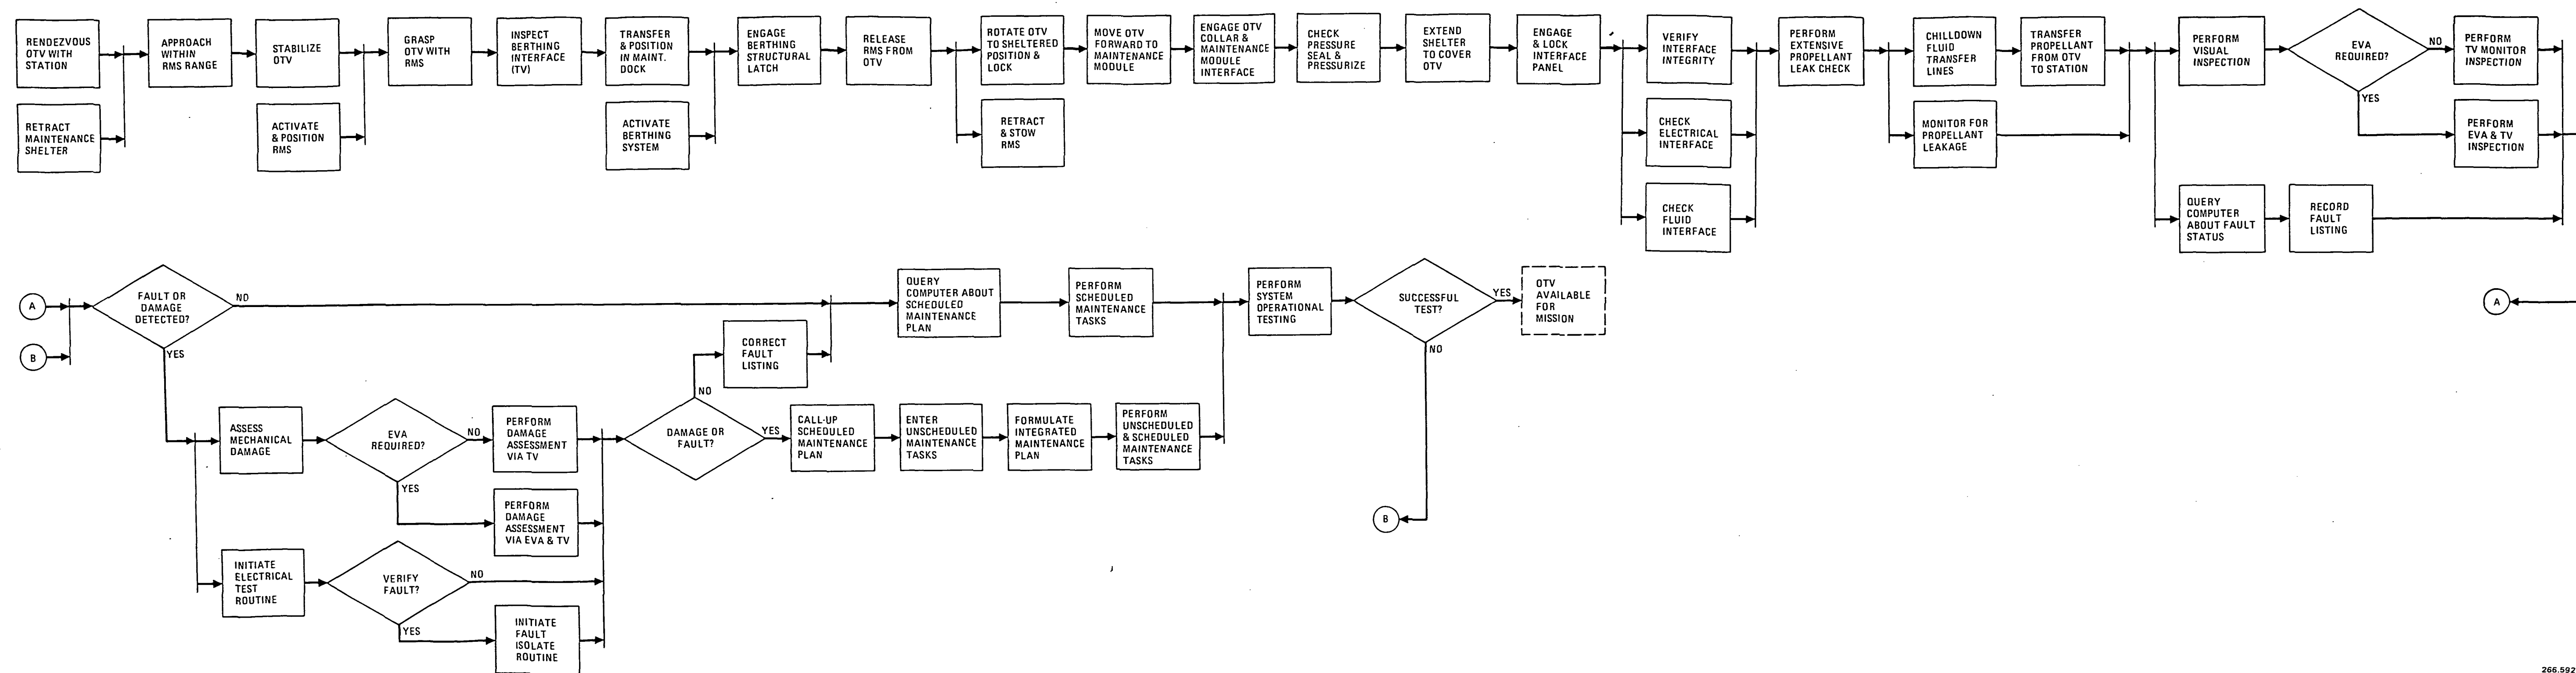 RENDEZVOUS
OTV WITH
STATION
APPROACH
WITHIN
RMS RANGE
STABILIZE
OTV
GRASP
OTV WITH
RMS
INSPECT
BERTHING
INTERFACE
(TV)
TRANSFER
& POSITION
IN MAINT.
DOCK
ENGAGE
BERTHING
STRUCTURAL
LATCH
RELEASE
RMS FROM
OTV
ROTATE OTV
TO SHELTERED
POSITION &
LOCK
MOVE OTV
FORWARD TO
MAINTENANCE
MODULE
ENGAGE OTV
COLLAR &
MAINTENANCE
MODULE
INTERFACE
CHECK
PRESSURE
SEAL &
PRESSURIZE
EXTEND
SHELTER
TO COVER
OTV
ENGAGE
& LOCK
INTERFACE
PANEL
VERIFY
INTERFACE
INTEGRITY
PERFORM
EXTENSIVE
PROPELLANT
LEAK CHECK
CHILLDOWN
FLUID
TRANSFER
LINES
TRANSFER
PROPELLANT
FROM OTV
TO STATION
PERFORM
VISUAL
INSPECTION
EVA
REQUIRED?
NO
YES
PERFORM
TV MONITOR
INSPECTION
RETRACT
MAINTENANCE
SHELTER
ACTIVATE
& POSITION
RMS
ACTIVATE
BERTHING
SYSTEM
RETRACT
& STOW
RMS
CHECK
ELECTRICAL
INTERFACE
MONITOR FOR
PROPELLANT
LEAKAGE
PERFORM
EVA & TV
INSPECTION
CHECK
FLUID
INTERFACE
QUERY
COMPUTER
ABOUT FAULT
STATUS
RECORD
FAULT
LISTING
A
B
FAULT OR
DAMAGE
DETECTED?
NO
YES
QUERY
COMPUTER ABOUT
SCHEDULED
MAINTENANCE
PLAN
PERFORM
SCHEDULED
MAINTENANCE
TASKS
PERFORM
SYSTEM
OPERATIONAL
TESTING
SUCCESSFUL
TEST?
YES
NO
OTV
AVAILABLE
FOR
MISSION
A
CORRECT
FAULT
LISTING
ASSESS
MECHANICAL
DAMAGE
EVA
REQUIRED?
NO
YES
PERFORM
DAMAGE
ASSESSMENT
VIA TV
DAMAGE OR
FAULT?
NO
YES
CALL-UP
SCHEDULED
MAINTENANCE
PLAN
ENTER
UNSCHEDULED
MAINTENANCE
TASKS
FORMULATE
INTEGRATED
MAINTENANCE
PLAN
PERFORM
UNSCHEDULED
& SCHEDULED
MAINTENANCE
TASKS
PERFORM
DAMAGE
ASSESSMENT
VIA EVA & TV
B
INITIATE
ELECTRICAL
TEST
ROUTINE
VERIFY
FAULT?
NO
YES
INITIATE
FAULT
ISOLATE
ROUTINE
266.592